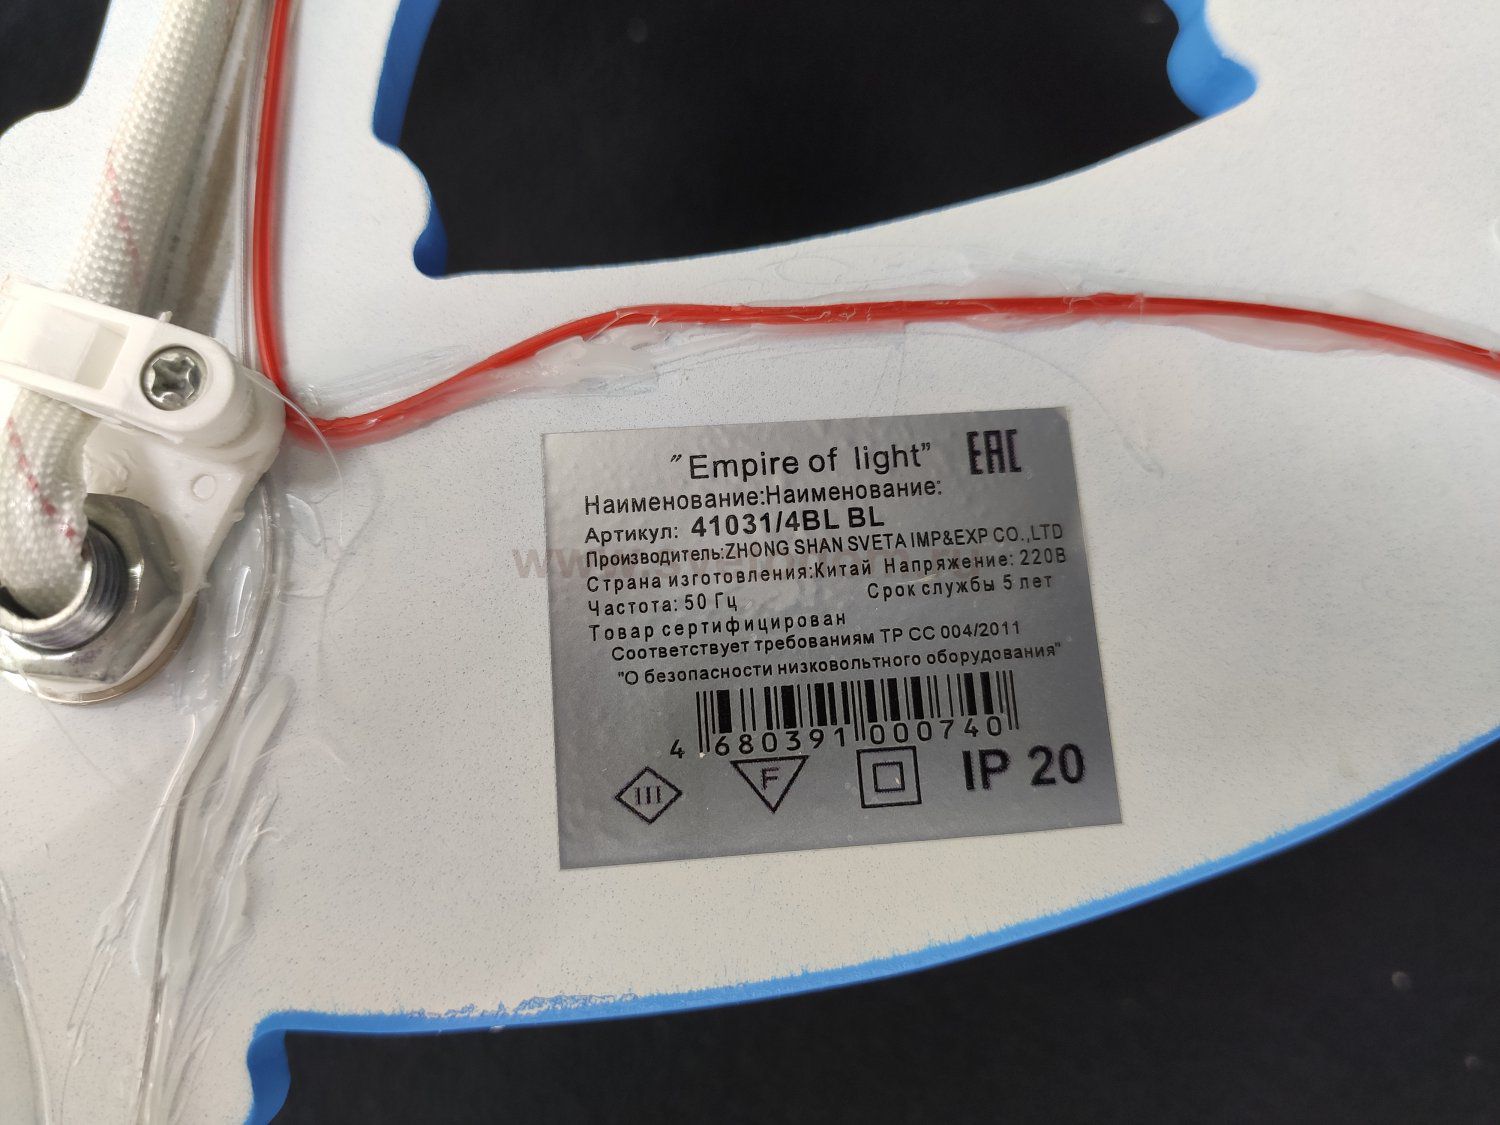 "Empire of light" EAC
Наименование:Наименование:
Артикул: 41031/4BL BL
Производитель:ZHONG SHAN SVETA IMP&EXP CO.,LTD
Страна изготовления:Китай Напряжение: 220В
Частота: 50 Гц Срок службы 5 лет
Товар сертифицирован
Соответствует требованиям ТР СС 004/2011
"О безопасности низковольтного оборудования"
4 680391 000740
III F IP 20